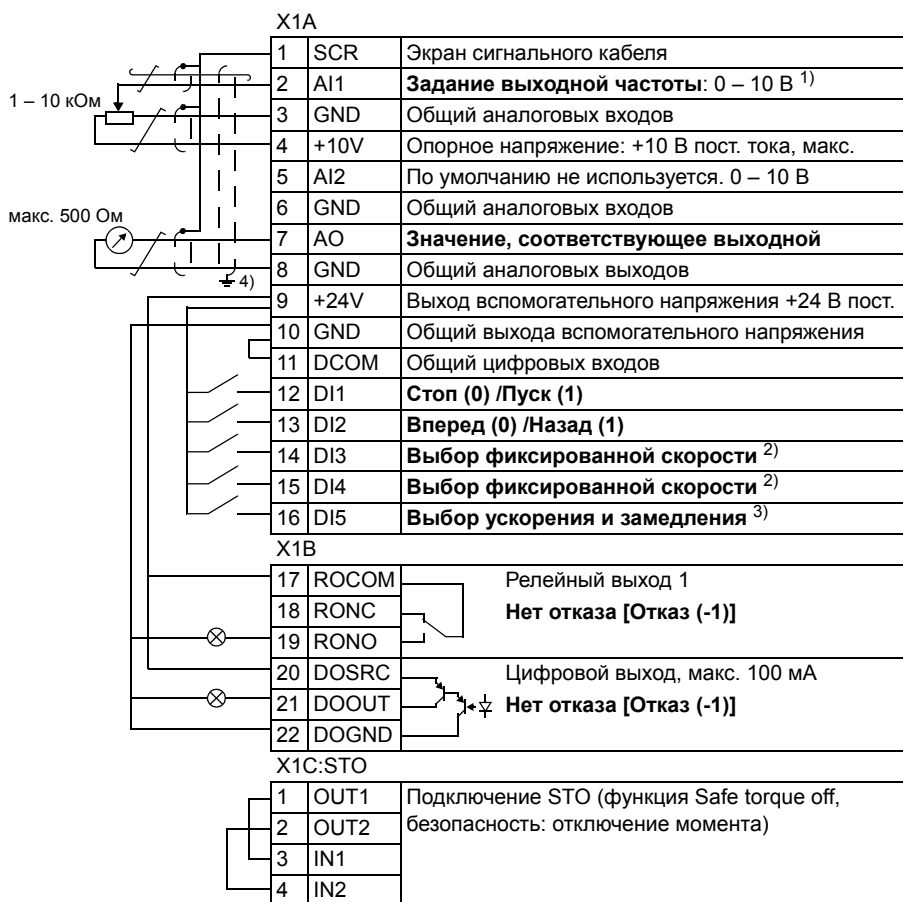 X1A
1 SCR Экран сигнального кабеля
2 AI1 Задание выходной частоты: 0 – 10 В 1)
1 – 10 кОм
3 GND Общий аналоговых входов
4 +10V Опорное напряжение: +10 В пост. тока, макс.
5 AI2 По умолчанию не используется. 0 – 10 В
6 GND Общий аналоговых входов
макс. 500 Ом
7 AO Значение, соответствующее выходной
8 GND Общий аналоговых выходов
4)
9 +24V Выход вспомогательного напряжения +24 В пост.
10 GND Общий выхода вспомогательного напряжения
11 DCOM Общий цифровых входов
12 DI1 Стоп (0) /Пуск (1)
13 DI2 Вперед (0) /Назад (1)
14 DI3 Выбор фиксированной скорости 2)
15 DI4 Выбор фиксированной скорости 2)
16 DI5 Выбор ускорения и замедления 3)
X1B
17 ROCOM Релейный выход 1
18 RONC Нет отказа [Отказ (-1)]
19 RONO
20 DOSRC Цифровой выход, макс. 100 мА
21 DOOUT Нет отказа [Отказ (-1)]
22 DOGND
X1C:STO
1 OUT1 Подключение STO (функция Safe torque off,
2 OUT2 безопасность: отключение момента)
3 IN1
4 IN2